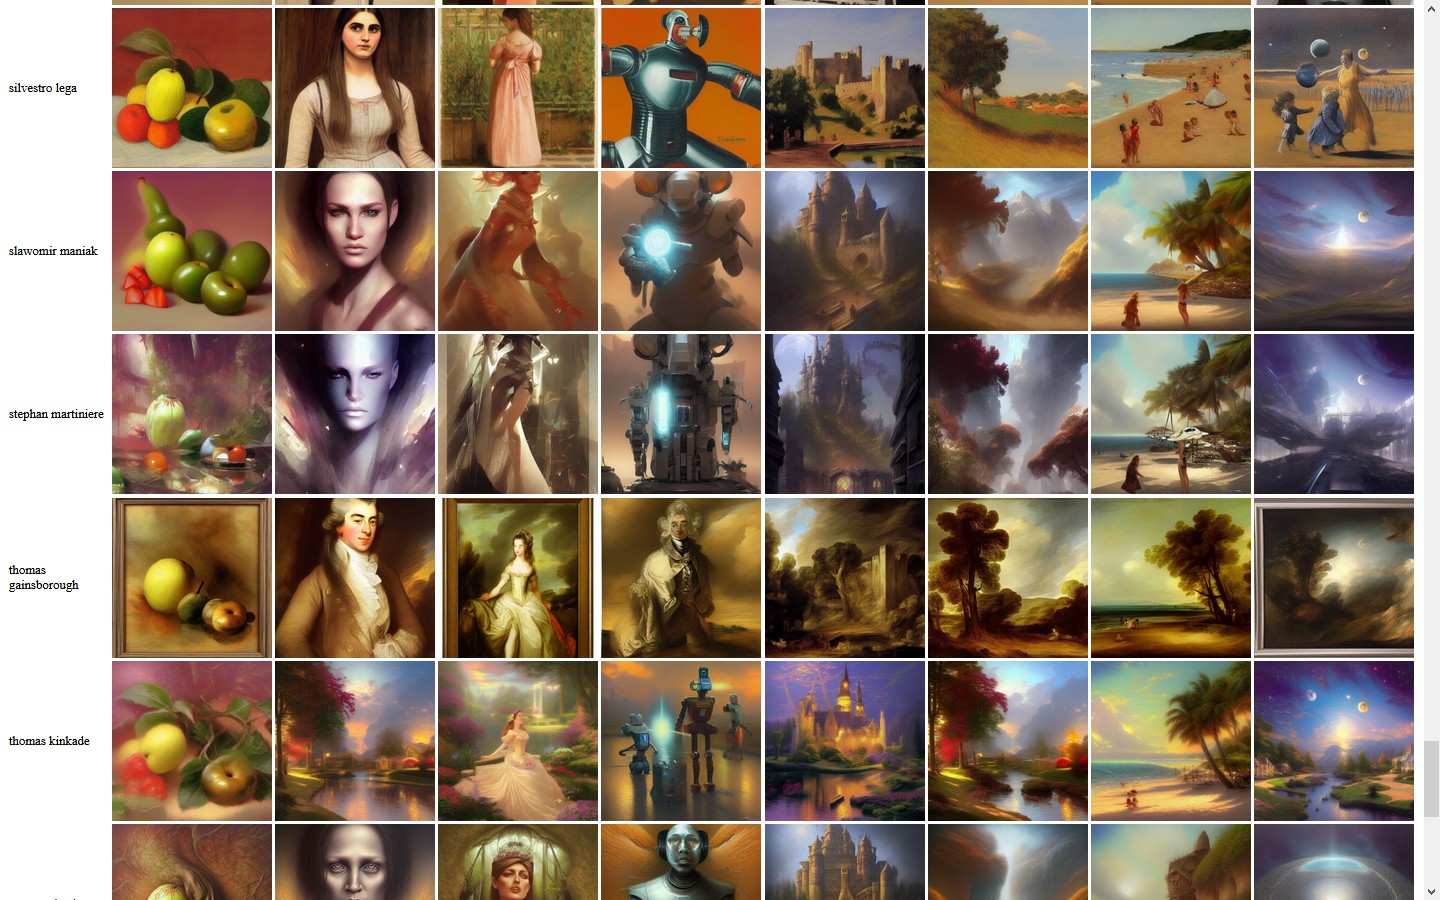 silvestro lega
slawomir maniak
stephan martiniere
thomas
gainsborough
thomas kinkade